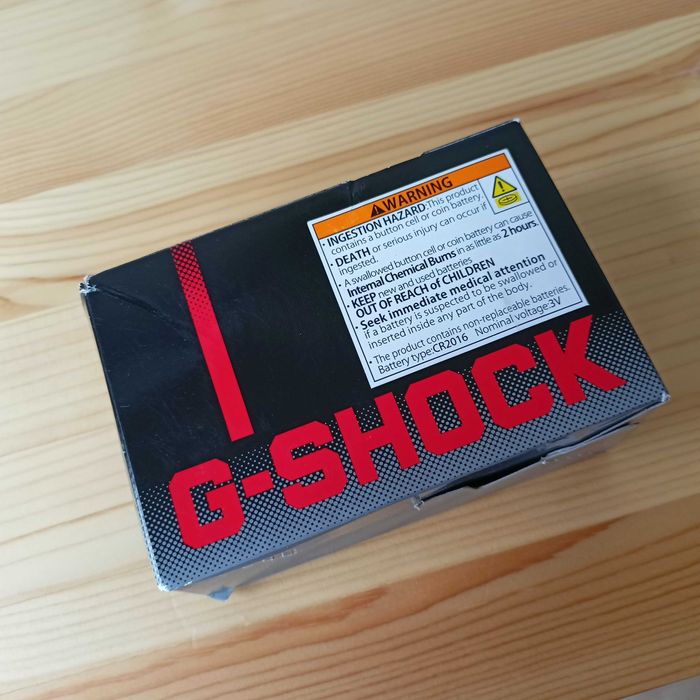 WARNING
• INGESTION HAZARD:This product
contains a button cell or coin battery.
• DEATH or serious injury can occur if
ingested.
• A swallowed button cell or coin battery can cause
Internal Chemical Burns in as little as 2 hours.
• KEEP new and used batteries
OUT OF REACH of CHILDREN
• Seek immediate medical attention
if a battery is suspected to be swallowed or
inserted inside any part of the body.
• The product contains non-replaceable batteries.
Battery type:CR2016 Nominal voltage:3V
G-SHOCK